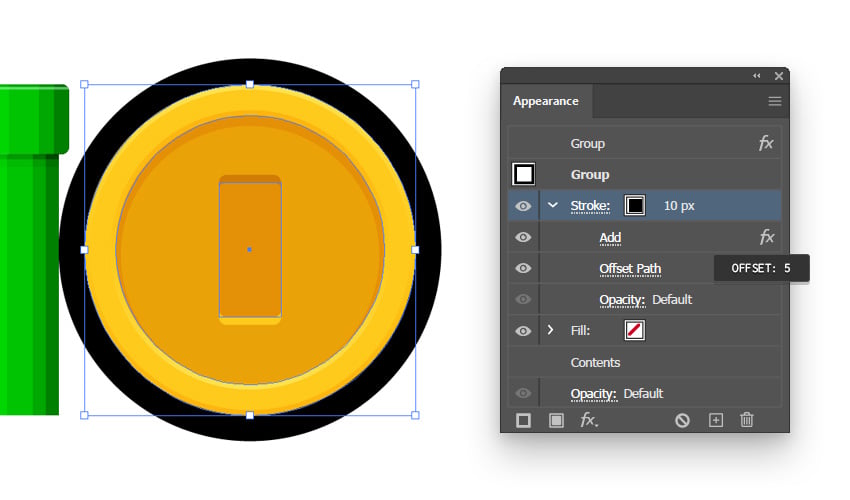 Appearance
Group
Group
Stroke: 10 px
Add
Offset Path
OFFSET: 5
Opacity: Default
Fill:
Contents
Opacity: Default